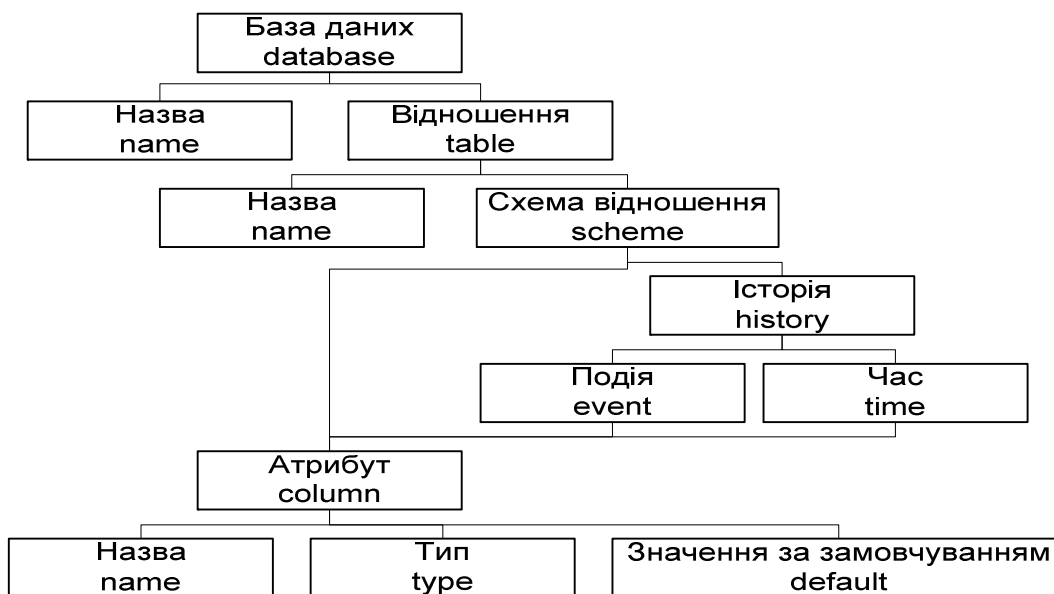 База даних
database
Назва
name
Відношення
table
Назва
name
Схема відношення
scheme
Історія
history
Подія
event
Час
time
Атрибут
column
Назва
name
Тип
type
Значення за замовчуванням
default